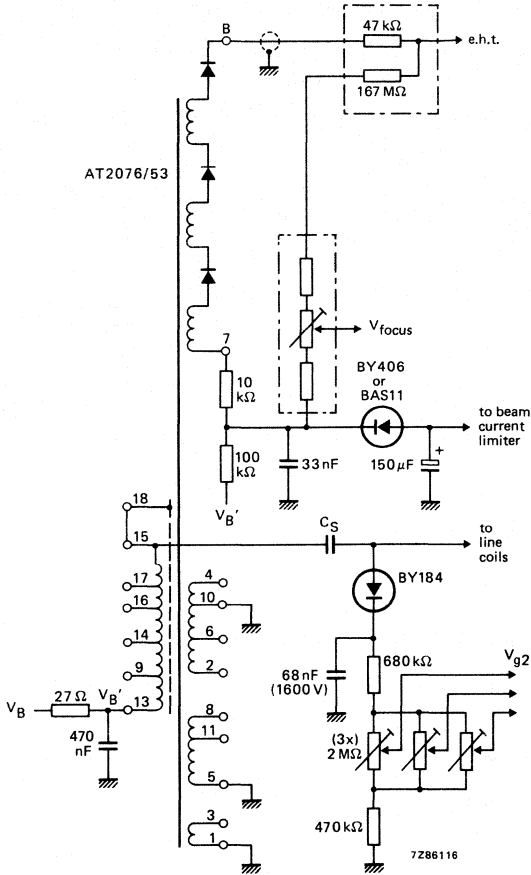 B
47 kΩ
e.h.t.
167 MΩ
AT2076/53
V focus
7
BY406
or
BAS11
10
kΩ
to beam
current
limiter
+
100
kΩ
33 nF
150 μF
VB'
18
CS
to
line
coils
15
4
BY184
17
10
16
6
14
680 kΩ
Vg2
2
68 nF
(1600 V)
9
27 Ω
VB'
VB
13
8
(3x)
2 MΩ
470
nF
11
5
3
470 kΩ
1
7Z86116